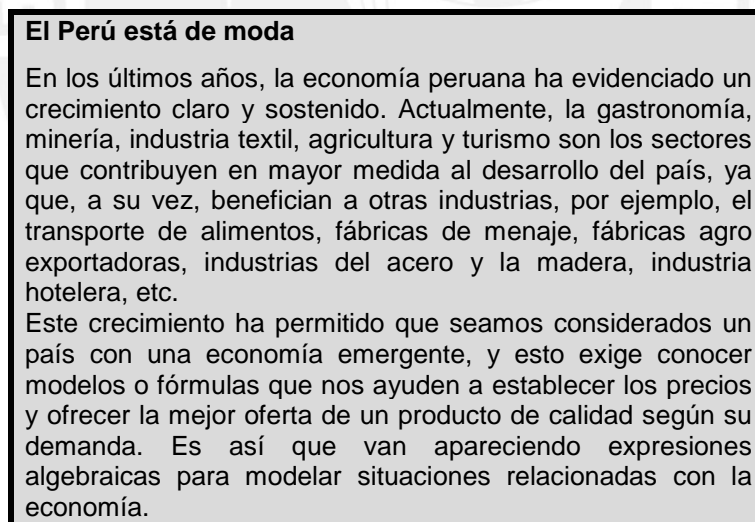 El Perú está de moda
En los últimos años, la economía peruana ha evidenciado un
crecimiento claro y sostenido. Actualmente, la gastronomía,
minería, industria textil, agricultura y turismo son los sectores
que contribuyen en mayor medida al desarrollo del país, ya
que, a su vez, benefician a otras industrias, por ejemplo, el
transporte de alimentos, fábricas de menaje, fábricas agro
exportadoras, industrias del acero y la madera, industria
hotelera, etc.
Este crecimiento ha permitido que seamos considerados un
país con una economía emergente, y esto exige conocer
modelos o fórmulas que nos ayuden a establecer los precios
y ofrecer la mejor oferta de un producto de calidad según su
demanda. Es así que van apareciendo expresiones
algebraicas para modelar situaciones relacionadas con la
economía.